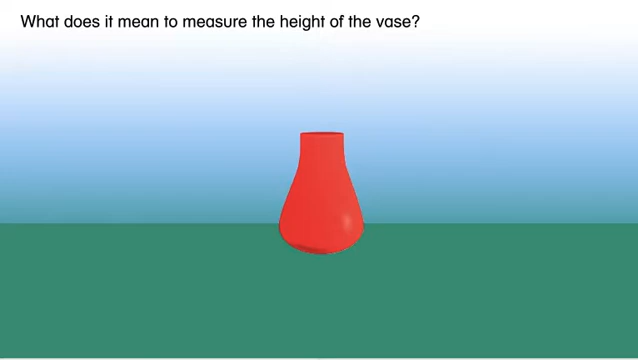 What does it mean to measure the height of the vase?